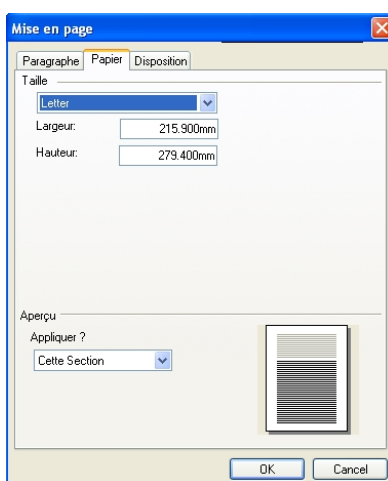 Mise en page
Paragraphe Papier Disposition
Taille
Letter
Largeur: 215.900mm
Hauteur: 279.400mm
Aperçu
Appliquer ?
Cette Section
OK Cancel